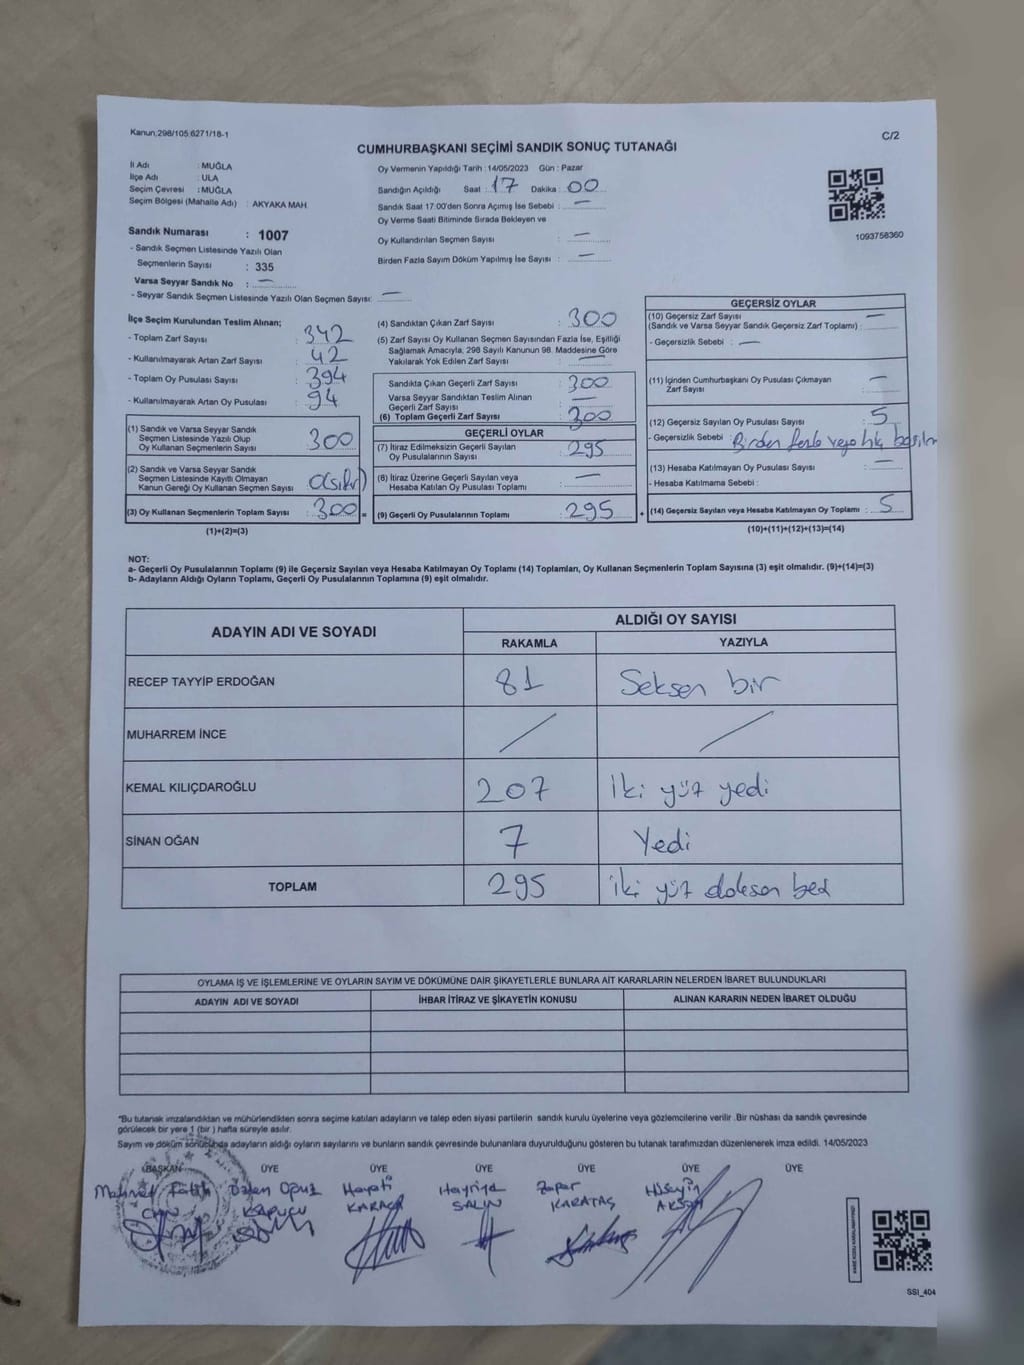 Kanun;298/105;6271/18-1
C/2
CUMHURBAŞKANI SEÇİMİ SANDIK SONUÇ TUTANAĞI
İl Adı : MUĞLA
İlçe Adı : ULA
Seçim Çevresi : MUĞLA
Seçim Bölgesi (Mahalle Adı) : AKYAKA MAH.
Oy Vermenin Yapıldığı Tarih : 14/05/2023 Gün : Pazar
Sandığın Açıldığı Saat : 17 Dakika : 00
Sandık Saat 17.00'den Sonra Açımış İse Sebebi : —
Oy Verme Saati Bitiminde Sırada Bekleyen ve
Oy Kullandırılan Seçmen Sayısı : —
Birden Fazla Sayım Döküm Yapılmış İse Sayısı : —
1093758360
Sandık Numarası : 1007
- Sandık Seçmen Listesinde Yazılı Olan
Seçmenlerin Sayısı : 335
Varsa Seyyar Sandık No : —
- Seyyar Sandık Seçmen Listesinde Yazılı Olan Seçmen Sayısı: —
İlçe Seçim Kurulundan Teslim Alınan;
- Toplam Zarf Sayısı : 342
- Kullanılmayarak Artan Zarf Sayısı : 42
- Toplam Oy Pusulası Sayısı : 394
- Kullanılmayarak Artan Oy Pusulası : 94
(1) Sandık ve Varsa Seyyar Sandık
Seçmen Listesinde Yazılı Olup
Oy Kullanan Seçmenlerin Sayısı : 300
(2) Sandık ve Varsa Seyyar Sandık
Seçmen Listesinde Kayıtlı Olmayan
Kanun Gereği Oy Kullanan Seçmen Sayısı : 0(sıfır)
(3) Oy Kullanan Seçmenlerin Toplam Sayısı : 300 =
(1)+(2)=(3)
(4) Sandıktan Çıkan Zarf Sayısı : 300
(5) Zarf Sayısı Oy Kullanan Seçmen Sayısından Fazla İse, Eşitliği
Sağlamak Amacıyla, 298 Sayılı Kanunun 98. Maddesine Göre
Yakılarak Yok Edilen Zarf Sayısı : —
Sandıkta Çıkan Geçerli Zarf Sayısı : 300
Varsa Seyyar Sandıktan Teslim Alınan
Geçerli Zarf Sayısı : —
(6) Toplam Geçerli Zarf Sayısı : 300
GEÇERLİ OYLAR
(7) İtiraz Edilmeksizin Geçerli Sayılan
Oy Pusulalarının Sayısı : 295
(8) İtiraz Üzerine Geçerli Sayılan veya
Hesaba Katılan Oy Pusulası Toplamı : —
(9) Geçerli Oy Pusulalarının Toplamı : 295 +
GEÇERSİZ OYLAR
(10) Geçersiz Zarf Sayısı : —
(Sandık ve Varsa Seyyar Sandık Geçersiz Zarf Toplamı) :
- Geçersizlik Sebebi : —
(11) İçinden Cumhurbaşkanı Oy Pusulası Çıkmayan
Zarf Sayısı : —
(12) Geçersiz Sayılan Oy Pusulası Sayısı : 5
- Geçersizlik Sebebi : Birden fazla veya hiç
(13) Hesaba Katılmayan Oy Pusulası Sayısı : —
- Hesaba Katılmama Sebebi :
(14) Geçersiz Sayılan veya Hesaba Katılmayan Oy Toplamı : 5
(10)+(11)+(12)+(13)=(14)
NOT:
a- Geçerli Oy Pusulalarının Toplamı (9) ile Geçersiz Sayılan veya Hesaba Katılmayan Oy Toplamı (14) Toplamları, Oy Kullanan Seçmenlerin Toplam Sayısına (3) eşit olmalıdır. (9)+(14)=(3)
b- Adayların Aldığı Oyların Toplamı, Geçerli Oy Pusulalarının Toplamına (9) eşit olmalıdır.
ADAYIN ADI VE SOYADI
ALDIĞI OY SAYISI
RAKAMLA YAZIYLA
RECEP TAYYİP ERDOĞAN 81 Seksen bir
MUHARREM İNCE / /
KEMAL KILIÇDAROĞLU 207 İki yüz yedi
SİNAN OĞAN 7 Yedi
TOPLAM 295 iki yüz doksan beş
OYLAMA İŞ VE İŞLEMLERİNE VE OYLARIN SAYIM VE DÖKÜMÜNE DAİR ŞİKAYETLERLE BUNLARA AİT KARARLARIN NELERDEN İBARET BULUNDUKLARI
ADAYIN ADI VE SOYADI İHBAR İTİRAZ VE ŞİKAYETİN KONUSU ALINAN KARARIN NEDEN İBARET OLDUĞU
*Bu tutanak imzalandıktan ve mühürlendikten sonra seçime katılan adayların ve talep eden siyasi partilerin sandık kurulu üyelerine veya gözlemcilerine verilir .Bir nüshası da sandık çevresinde
görülecek bir yere 1 (bir ) hafta süreyle asılır.
Sayım ve döküm sonucunda adayların aldığı oyların sayılarını ve bunların sandık çevresinde bulunanlara duyurulduğunu gösteren bu tutanak tarafımızdan düzenlenerek imza edildi. 14/05/2023
BAŞKAN ÜYE ÜYE ÜYE ÜYE ÜYE ÜYE
Mehmet Fatih Özlen Oğuz Hayati Hayriye Zafer Hüseyin
KAPUCU KARACA SALIN KARATAŞ
SSI_404